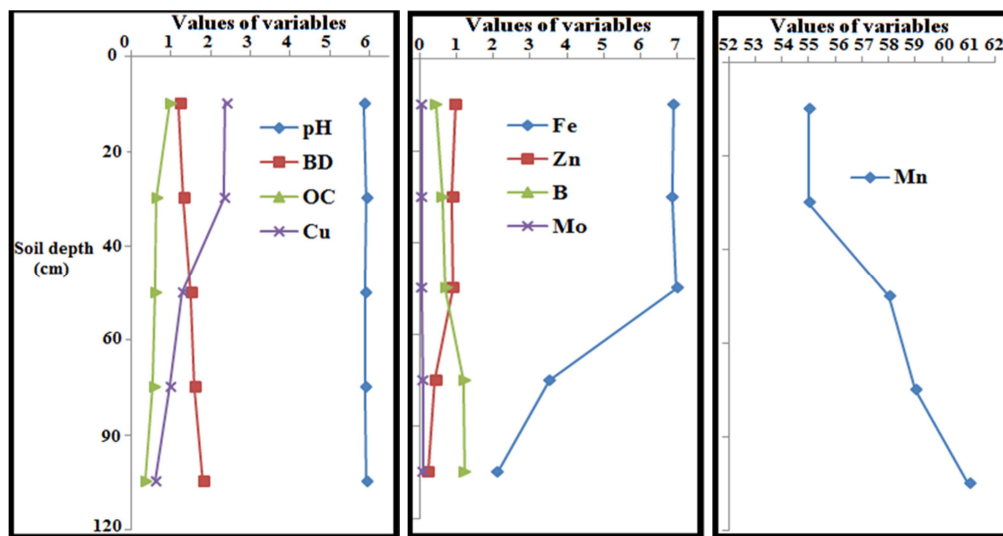 Values of variables
0 1 2 3 4 5 6
0
20
40
60
90
120
Soil depth
(cm)
pH
BD
OC
Cu
Values of variables
0 1 2 3 4 5 6 7
Fe
Zn
B
Mo
Values of variables
52 53 54 55 56 57 58 59 60 61 62
Mn